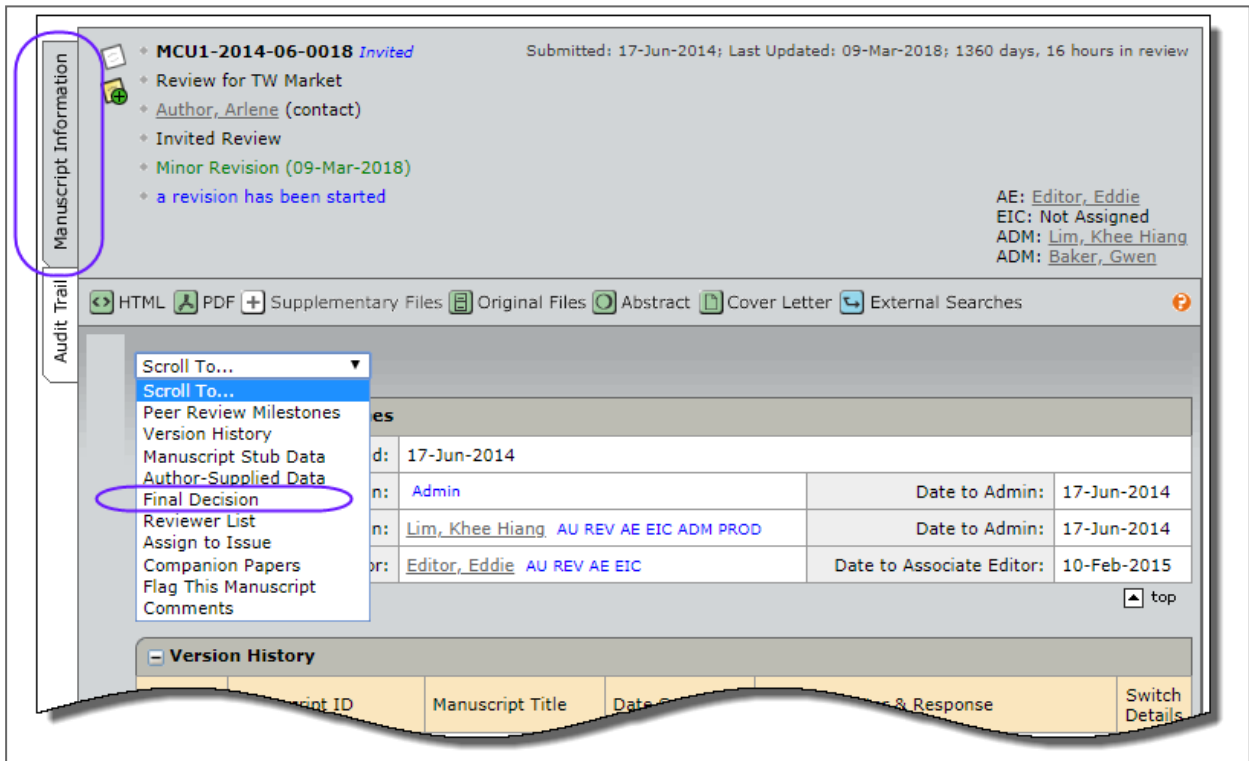 Manuscript Information
Audit Trail
MCU1-2014-06-0018 Invited
Submitted: 17-Jun-2014; Last Updated: 09-Mar-2018; 1360 days, 16 hours in review
Review for TW Market
Author, Arlene (contact)
Invited Review
Minor Revision (09-Mar-2018)
a revision has been started
AE: Editor, Eddie
EIC: Not Assigned
ADM: Lim, Khee Hiang
ADM: Baker, Gwen
HTML PDF Supplementary Files Original Files Abstract Cover Letter External Searches
Scroll To...
Scroll To...
Peer Review Milestones
Version History
Manuscript Stub Data
Author-Supplied Data
Final Decision
Reviewer List
Assign to Issue
Companion Papers
Flag This Manuscript
Comments
es
d: 17-Jun-2014
n: Admin Date to Admin: 17-Jun-2014
n: Lim, Khee Hiang AU REV AE EIC ADM PROD Date to Admin: 17-Jun-2014
or: Editor, Eddie AU REV AE EIC Date to Associate Editor: 10-Feb-2015
top
Version History
ript ID Manuscript Title Date & Response Switch
Details